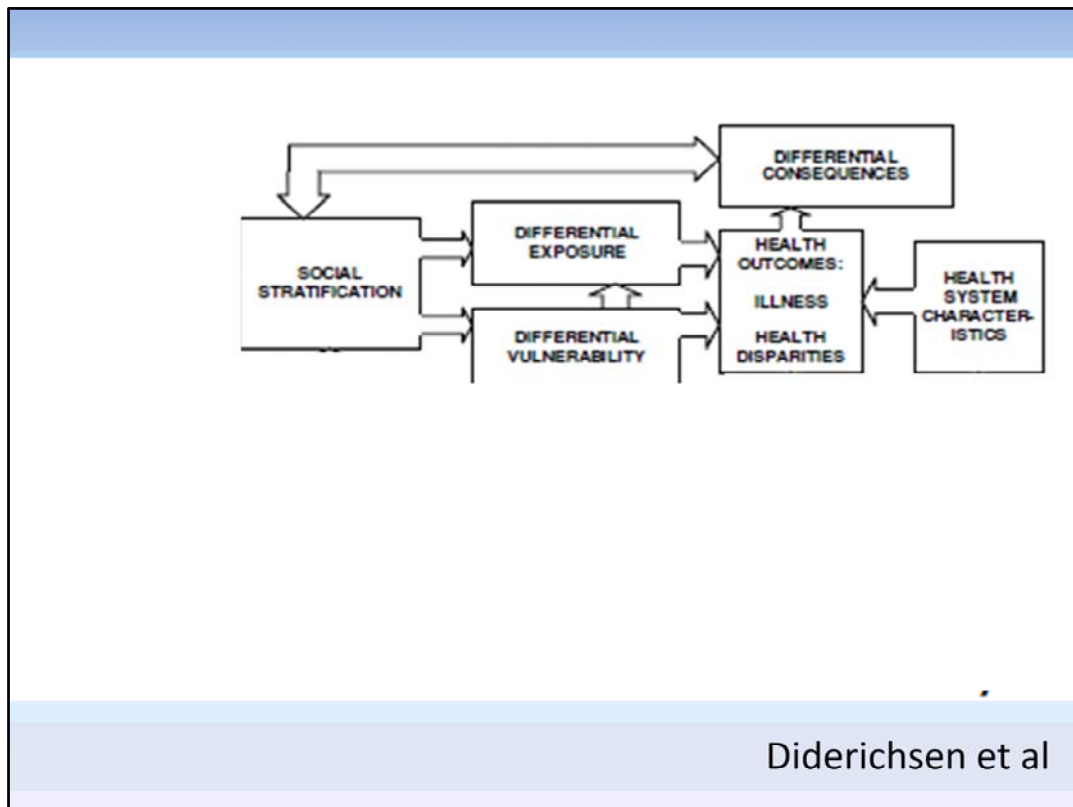 DIFFERENTIAL
CONSEQUENCES
SOCIAL
STRATIFICATION
DIFFERENTIAL
EXPOSURE
DIFFERENTIAL
VULNERABILITY
HEALTH
OUTCOMES:
ILLNESS
HEALTH
DISPARITIES
HEALTH
SYSTEM
CHARACTER-
ISTICS
Diderichsen et al